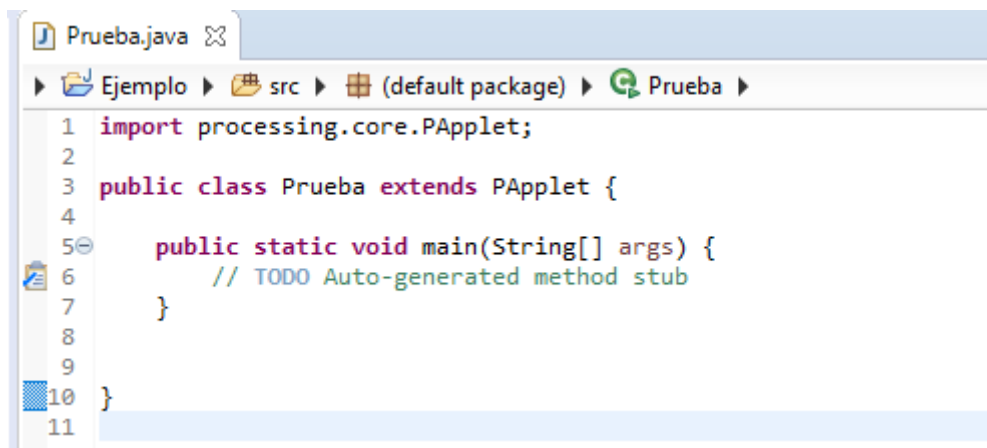 Prueba.java
Ejemplo src (default package) Prueba
1 import processing.core.PApplet;
2
3 public class Prueba extends PApplet {
4
5 public static void main(String[] args) {
6 // TODO Auto-generated method stub
7 }
8
9
10 }
11